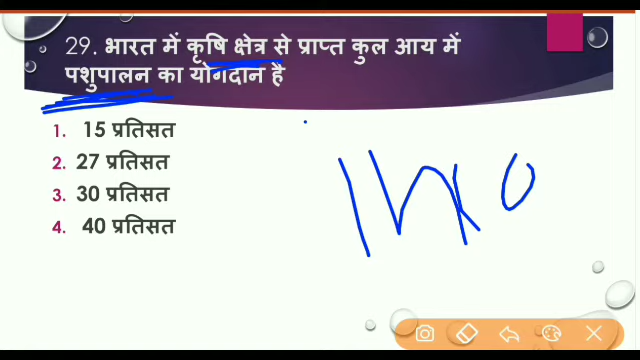 29. भारत में कृषि क्षेत्र से प्राप्त कुल आय में
पशुपालन का योगदान है
1. 15 प्रतिसत
2. 27 प्रतिसत
3. 30 प्रतिसत
4. 40 प्रतिसत